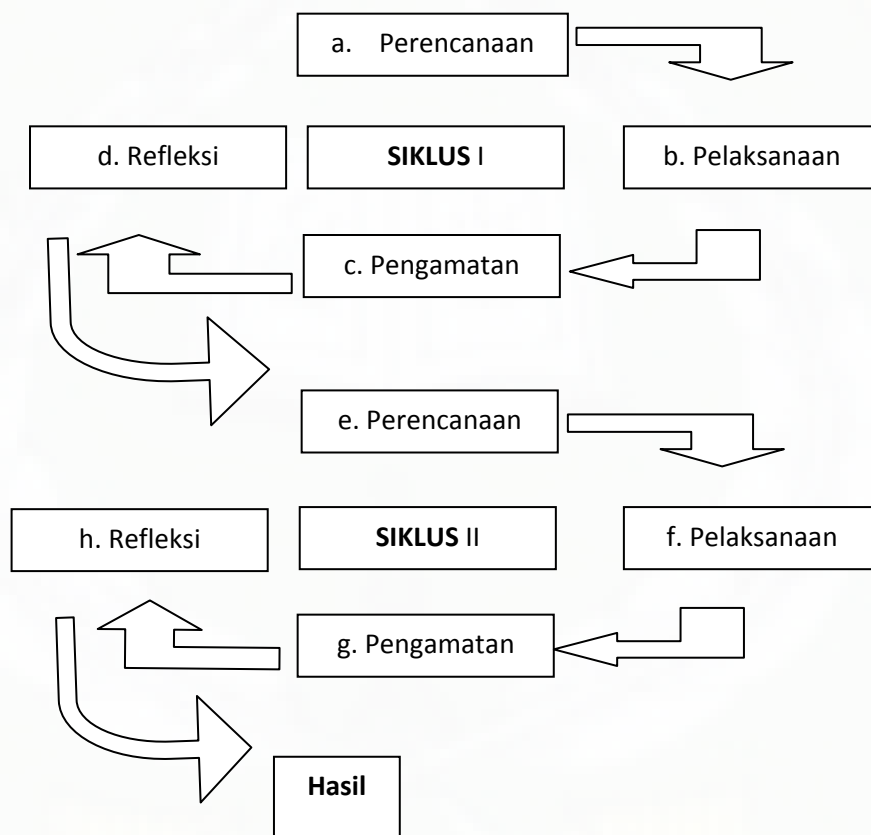 a. Perencanaan
d. Refleksi
SIKLUS I
b. Pelaksanaan
c. Pengamatan
e. Perencanaan
h. Refleksi
SIKLUS II
f. Pelaksanaan
g. Pengamatan
Hasil